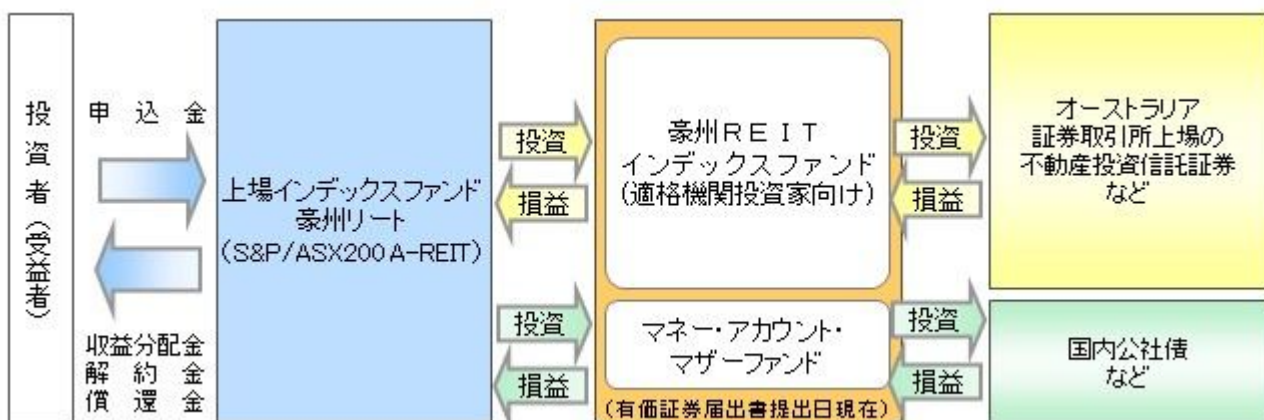 投資者(受益者)
申込金
収益分配金
解約金
償還金
上場インデックスファンド
豪州リート
(S&P/ASX200 A-REIT)
投資
損益
投資
損益
豪州REIT
インデックスファンド
(適格機関投資家向け)
マネー・アカウント・
マザーファンド
(有価証券届出書提出日現在)
投資
損益
投資
損益
オーストラリア
証券取引所上場の
不動産投資信託証券
など
国内公社債
など